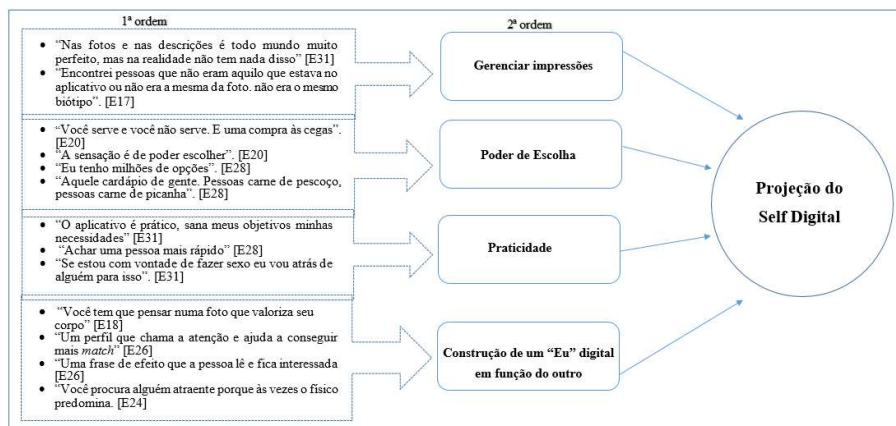 1ª ordem
2ª ordem
• “Nas fotos e nas descrições é todo mundo muito
perfeito, mas na realidade não tem nada disso” [E31]
• “Encontrei pessoas que não eram aquilo que estava no
aplicativo ou não era a mesma da foto. não era o mesmo
biótipo”. [E17]
Gerenciar impressões
• “Você serve e você não serve. E uma compra às cegas”.
[E20]
• “A sensação é de poder escolher”. [E20]
• “Eu tenho milhões de opções”. [E28]
• “Aquele cardápio de gente. Pessoas carne de pescoço,
pessoas carne de picanha”. [E28]
Poder de Escolha
• “O aplicativo é prático, sana meus objetivos minhas
necessidades” [E31]
• “Achar uma pessoa mais rápido” [E28]
• “Se estou com vontade de fazer sexo eu vou atrás de
alguém para isso”. [E31]
Praticidade
• “Você tem que pensar numa foto que valoriza seu
corpo” [E18]
• “Um perfil que chama a atenção e ajuda a conseguir
mais match” [E26]
• “Uma frase de efeito que a pessoa lê e fica interessada
[E26]
• “Você procura alguém atraente porque às vezes o físico
predomina. [E24]
Construção de um “Eu” digital
em função do outro
Projeção do
Self Digital